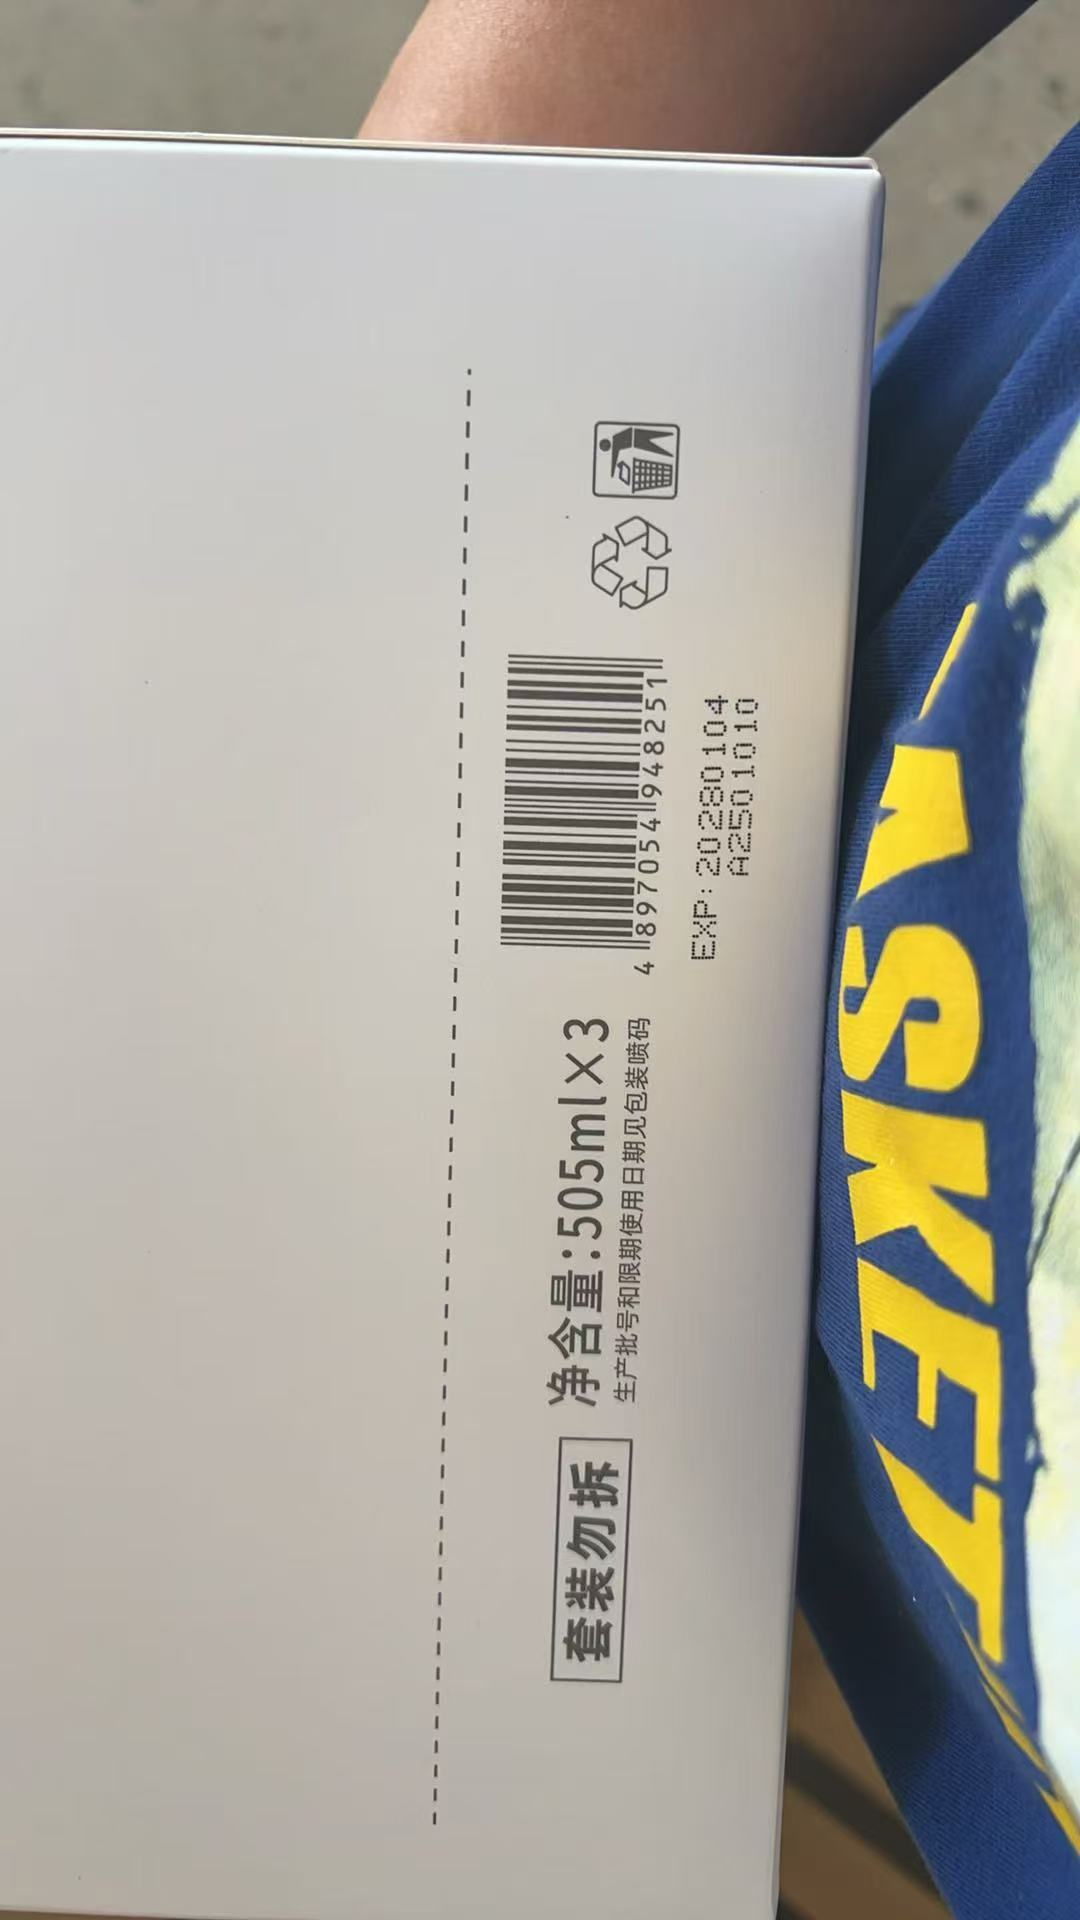 套装勿拆
净含量:505ml×3
生产批号和限期使用日期见包装喷码
4 897054 948251
EXP: 20280104
A2501010
ASKET